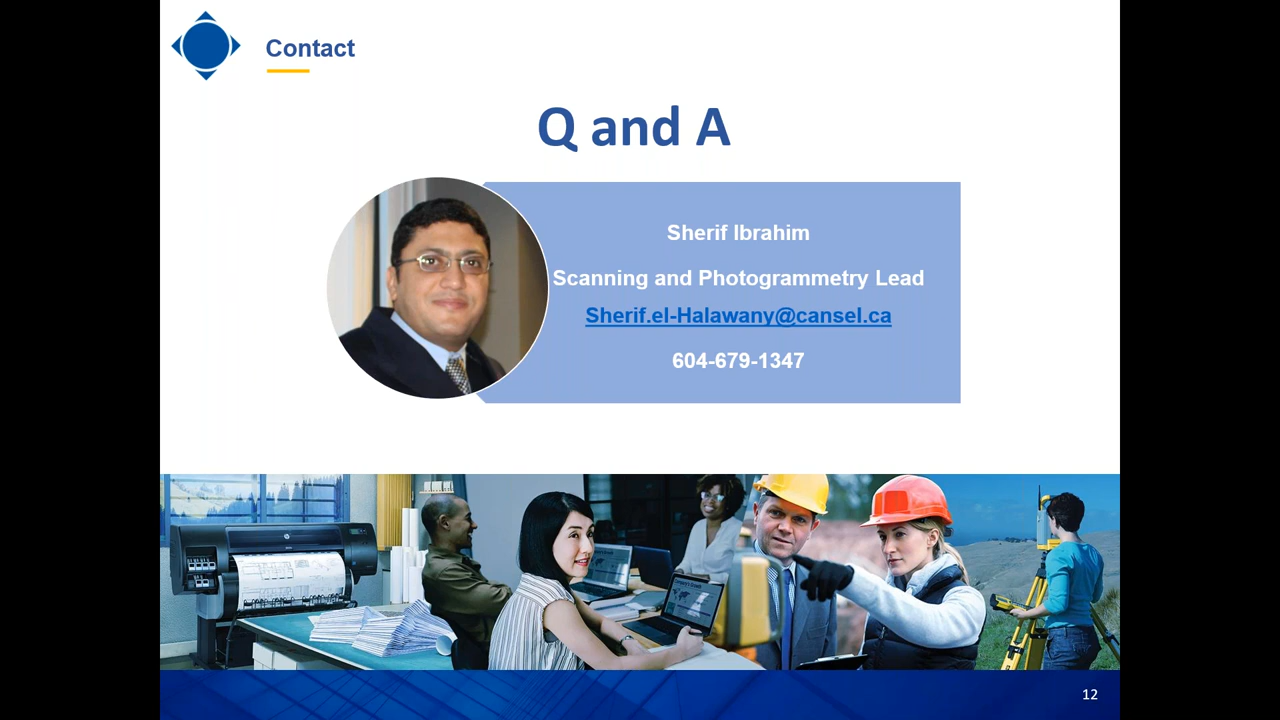 Contact
Q and A
Sherif Ibrahim
Scanning and Photogrammetry Lead
Sherif.el-Halawany@cansel.ca
604-679-1347
12